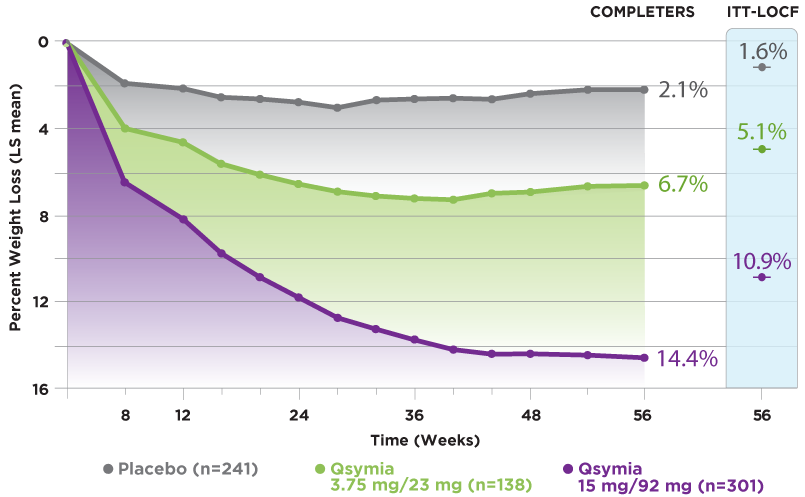 COMPLETERS
ITT-LOCF
Percent Weight Loss (LS mean)
0
4
8
12
16
2.1%
6.7%
14.4%
1.6%
5.1%
10.9%
8
12
24
36
48
56
56
Time (Weeks)
Placebo (n=241)
Qsymia
3.75 mg/23 mg (n=138)
Qsymia
15 mg/92 mg (n=301)